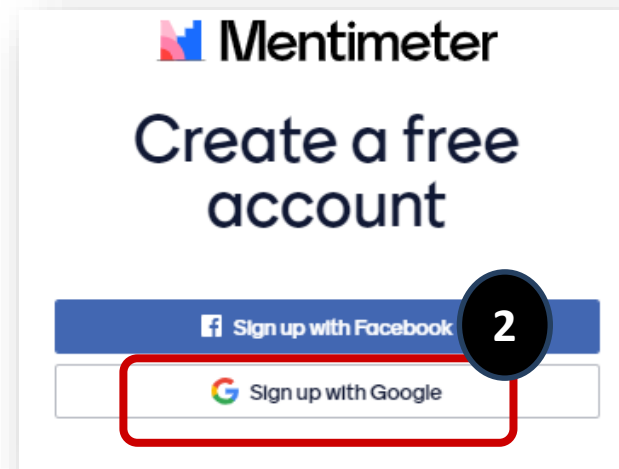 Mentimeter
Create a free
account
Sign up with Facebook
2
Sign up with Google